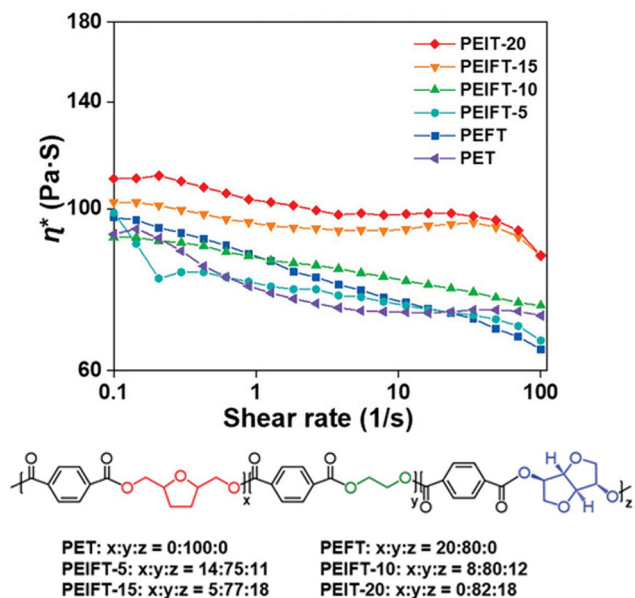 180
140
100
60
η* (Pa·S)
PEIT-20
PEIFT-15
PEIFT-10
PEIFT-5
PEFT
PET
0.1 1 10 100
Shear rate (1/s)
O O O O O O O O O O O O H O
O O O H O
x y z
PET: x:y:z = 0:100:0 PEFT: x:y:z = 20:80:0
PEIFT-5: x:y:z = 14:75:11 PEIFT-10: x:y:z = 8:80:12
PEIFT-15: x:y:z = 5:77:18 PEIT-20: x:y:z = 0:82:18